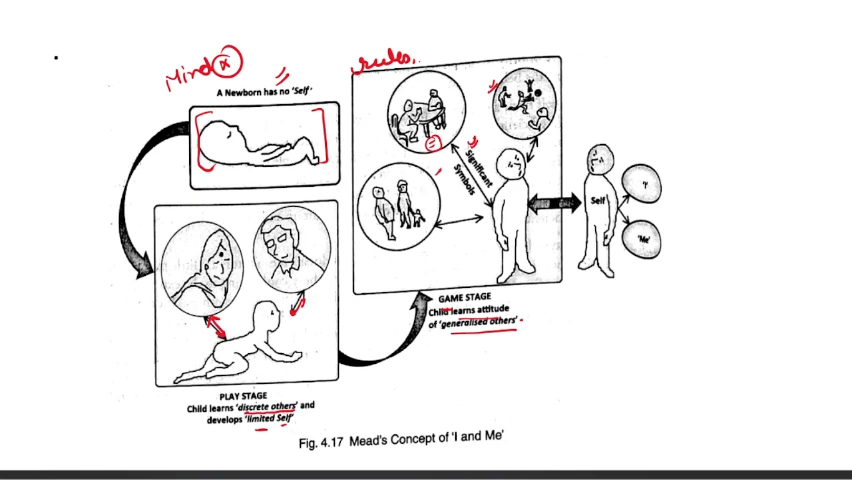 Mind x
A Newborn has no 'Self'
rules.
Significant
Symbols
Self
'I'
'Me'
GAME STAGE
Child learns attitude
of 'generalised others'
PLAY STAGE
Child learns 'discrete others' and
develops 'limited Self'
Fig. 4.17 Mead's Concept of 'I and Me'